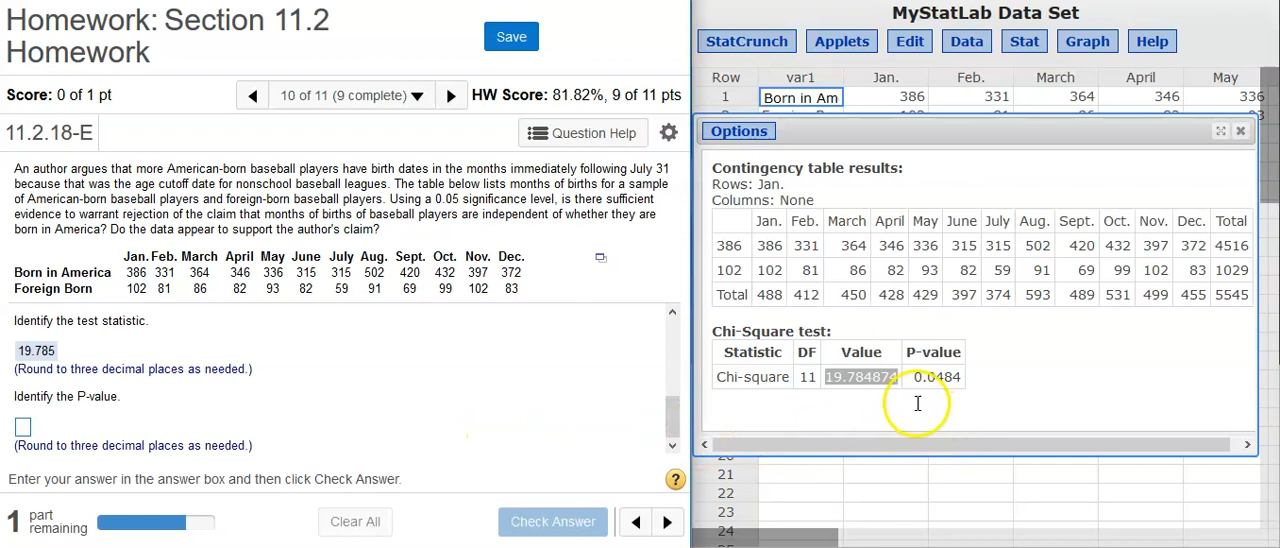 Homework: Section 11.2
Homework
Save
Score: 0 of 1 pt
10 of 11 (9 complete)
HW Score: 81.82%, 9 of 11 pts
11.2.18-E
Question Help
An author argues that more American-born baseball players have birth dates in the months immediately following July 31
because that was the age cutoff date for nonschool baseball leagues. The table below lists months of births for a sample
of American-born baseball players and foreign-born baseball players. Using a 0.05 significance level, is there sufficient
evidence to warrant rejection of the claim that months of births of baseball players are independent of whether they are
born in America? Do the data appear to support the author's claim?
Jan. Feb. March April May June July Aug. Sept. Oct. Nov. Dec.
Born in America 386 331 364 346 336 315 315 502 420 432 397 372
Foreign Born 102 81 86 82 93 82 59 91 69 99 102 83
Identify the test statistic.
19.785
(Round to three decimal places as needed.)
Identify the P-value.
(Round to three decimal places as needed.)
Enter your answer in the answer box and then click Check Answer.
?
1 part
remaining
Clear All
Check Answer
MyStatLab Data Set
StatCrunch Applets Edit Data Stat Graph Help
Row var1 Jan. Feb. March April May
1 Born in Am 386 331 364 346 336
Options
Contingency table results:
Rows: Jan.
Columns: None
Jan. Feb. March April May June July Aug. Sept. Oct. Nov. Dec. Total
386 386 331 364 346 336 315 315 502 420 432 397 372 4516
102 102 81 86 82 93 82 59 91 69 99 102 83 1029
Total 488 412 450 428 429 397 374 593 489 531 499 455 5545
Chi-Square test:
Statistic DF Value P-value
Chi-square 11 19.784874 0.0484
21
22
23
24